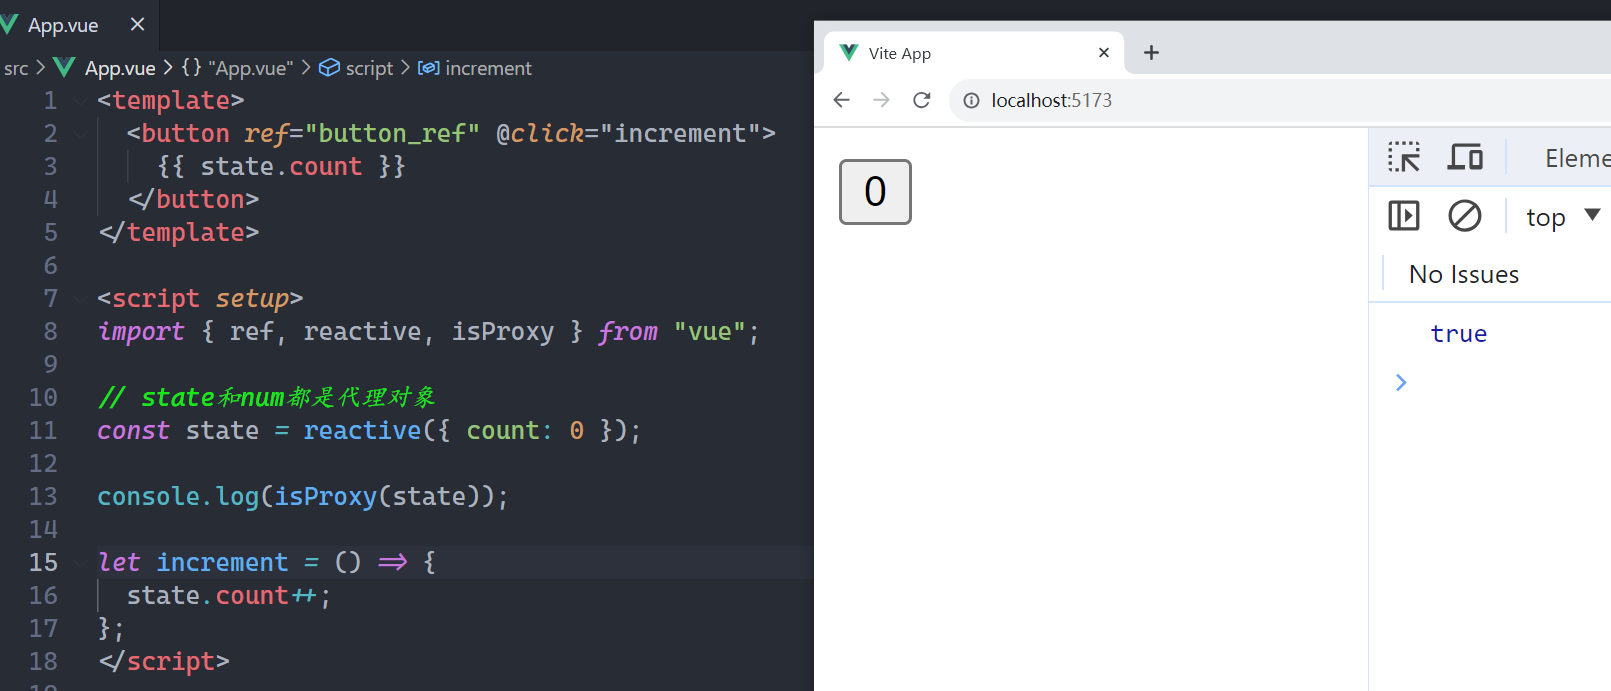 App.vue
src > App.vue > {} "App.vue" > script > increment
1 <template>
2 <button ref="button_ref" @click="increment">
3 {{ state.count }}
4 </button>
5 </template>
6
7 <script setup>
8 import { ref, reactive, isProxy } from "vue";
9
10 // state和num都是代理对象
11 const state = reactive({ count: 0 });
12
13 console.log(isProxy(state));
14
15 let increment = () => {
16 state.count++;
17 };
18 </script>
Vite App
localhost:5173
0
Eleme
top
No Issues
true